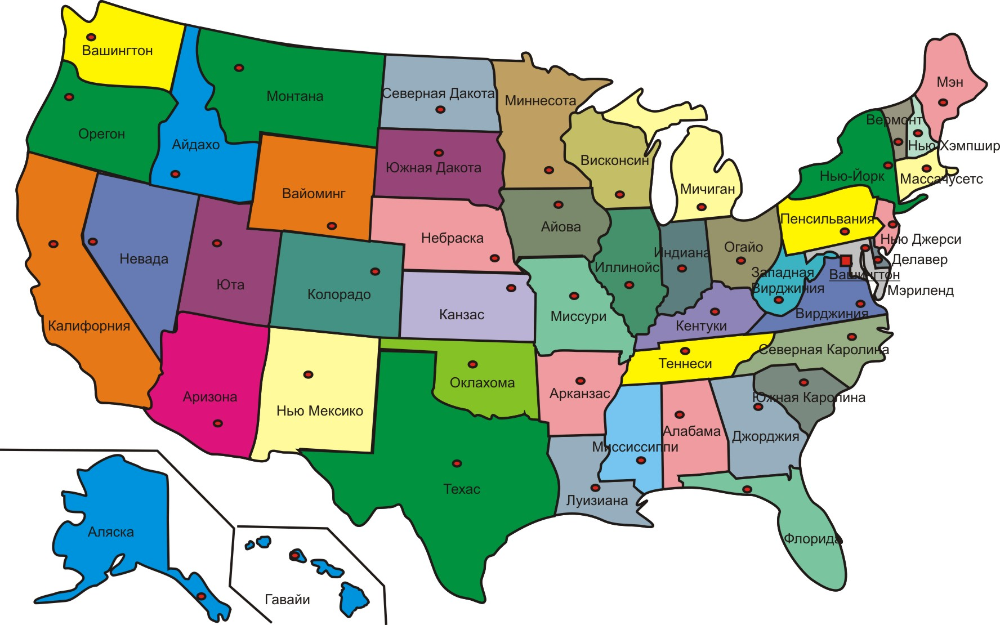 Вашингтон
Монтана
Мэн
Северная Дакота
Миннесота
Вермонт
Орегон
Айдахо
Нью-Хэмпшир
Висконсин
Южная Дакота
Нью-Йорк
Массачусетс
Вайоминг
Мичиган
Пенсильвания
Небраска
Айова
Нью Джерси
Огайо
Индиана
Невада
Делавер
Иллинойс
Западная
Вирджиния
Вашингтон
Юта
Колорадо
Мэриленд
Канзас
Миссури
Вирджиния
Калифорния
Кентуки
Северная Каролина
Теннеси
Оклахома
Арканзас
Аризона
Южная Каролина
Нью Мексико
Алабама
Джорджия
Миссиссиппи
Техас
Луизиана
Аляска
Флорида
Гавайи